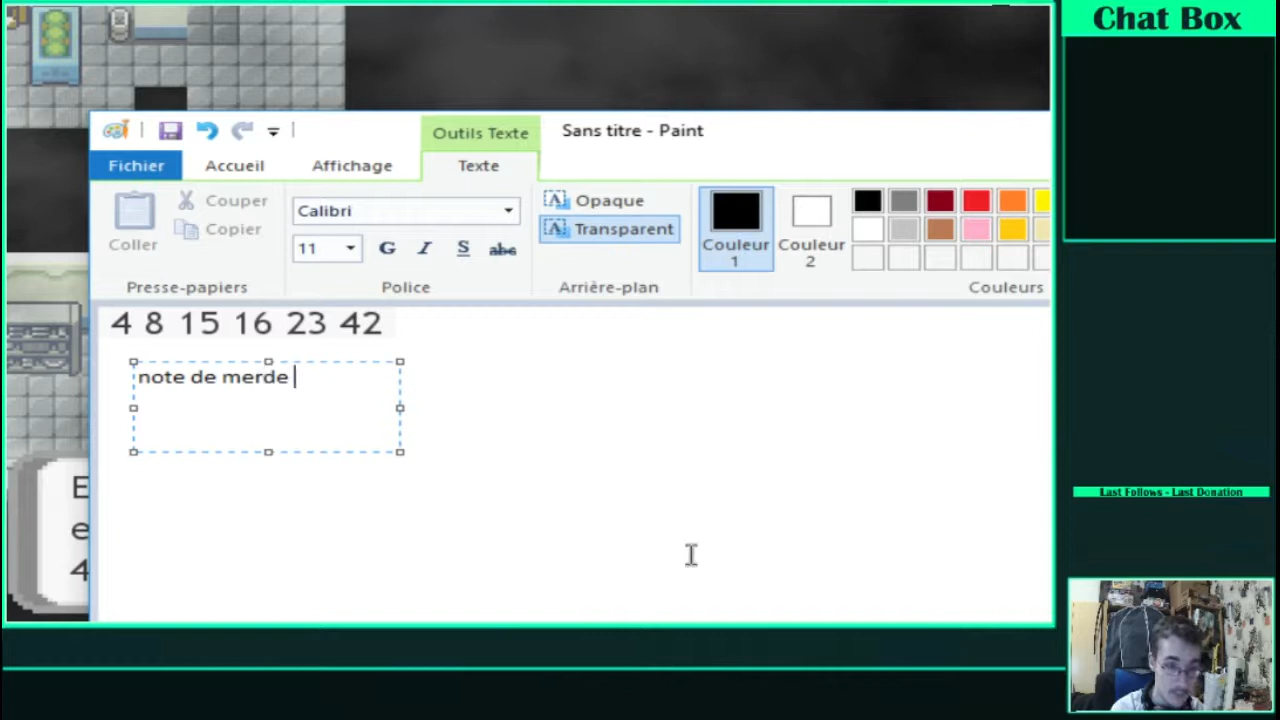 Chat Box
Sans titre - Paint
Outils Texte
Fichier
Accueil
Affichage
Texte
Coller
Couper
Copier
Presse-papiers
Calibri
11
G I S abc
Police
Opaque
Transparent
Arrière-plan
Couleur
1
Couleur
2
Couleurs
4 8 15 16 23 42
note de merde
E
e
4
Last Follows - Last Donation